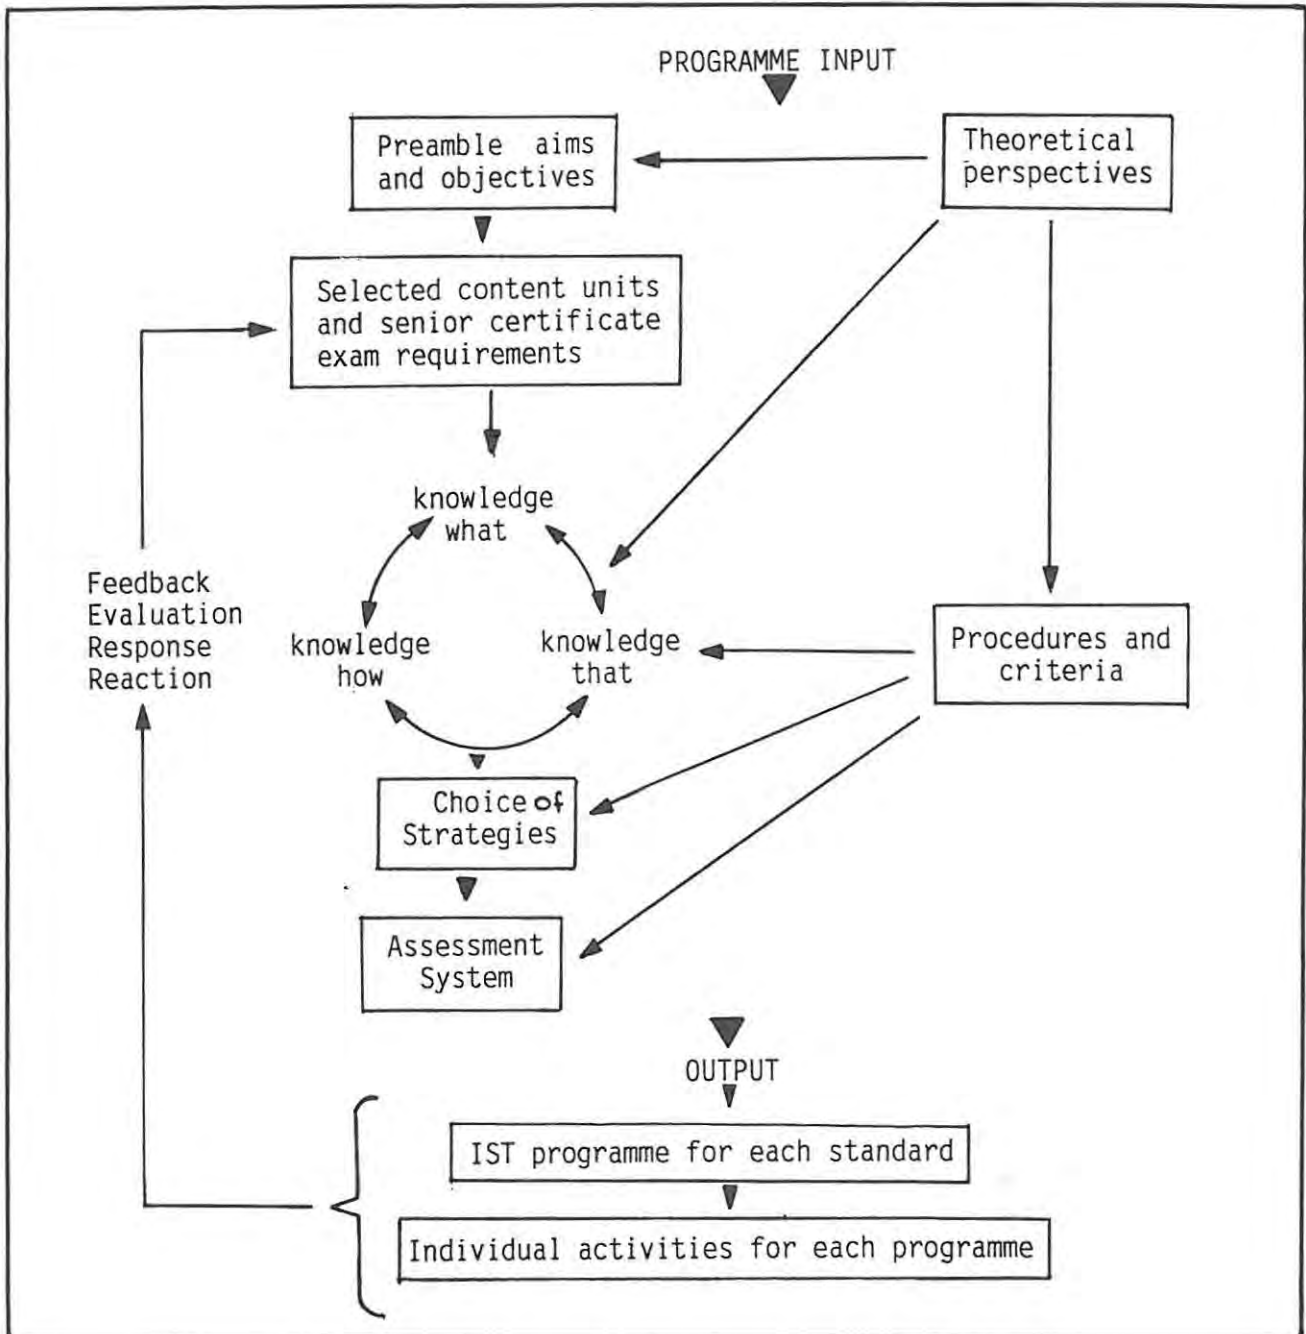 PROGRAMME INPUT
Preamble aims
and objectives
Theoretical
perspectives
Selected content units
and senior certificate
exam requirements
knowledge
what
Feedback
Evaluation
Response
Reaction
knowledge
how
knowledge
that
Procedures and
criteria
Choice of
Strategies
Assessment
System
OUTPUT
IST programme for each standard
Individual activities for each programme